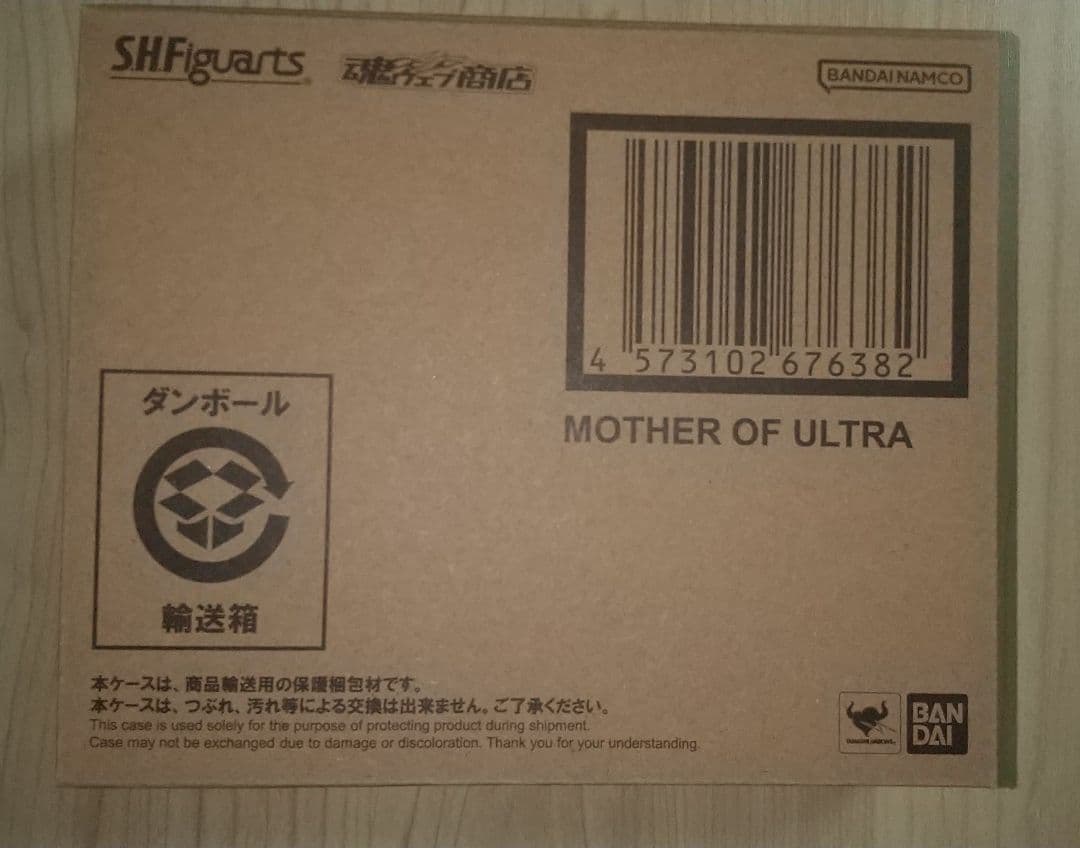 S.H.Figuarts
魂ウェブ商店
BANDAI NAMCO
4 573102 676382
MOTHER OF ULTRA
ダンボール
輸送箱
本ケースは、商品輸送用の保護梱包材です。
本ケースは、つぶれ、汚れ等による交換は出来ません。ご了承ください。
This case is used solely for the purpose of protecting product during shipment.
Case may not be exchanged due to damage or discoloration. Thank you for your understanding.
BAN
DAI